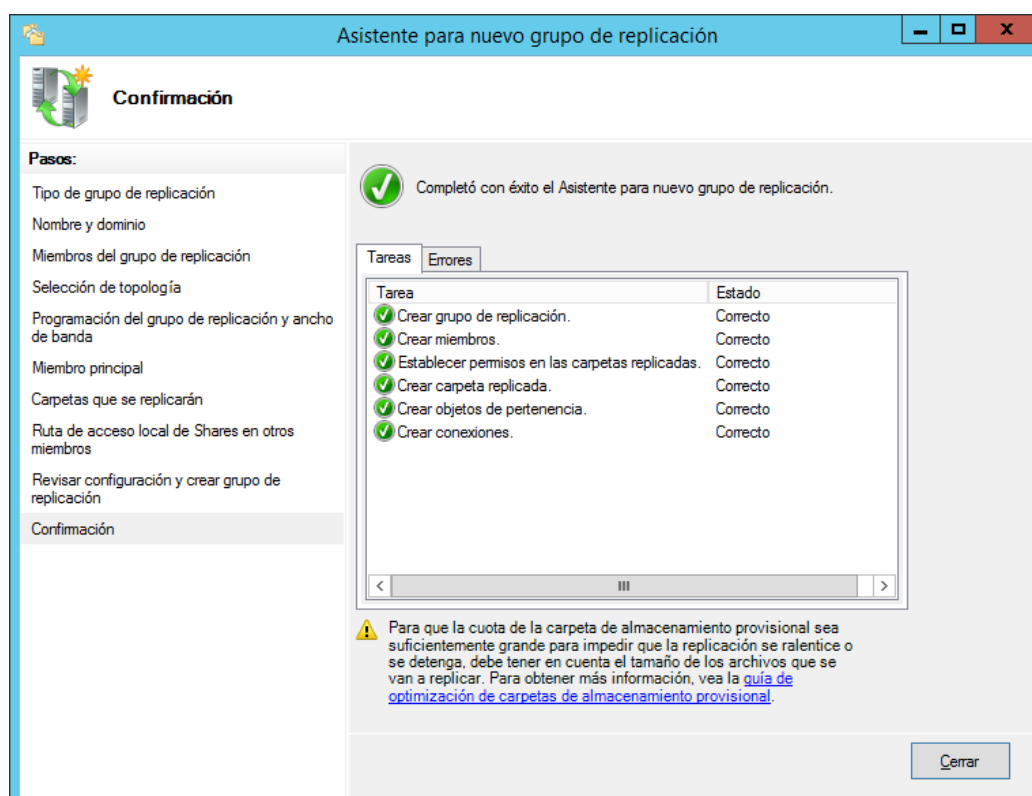 Asistente para nuevo grupo de replicación
Confirmación
Pasos:
Tipo de grupo de replicación
Nombre y dominio
Miembros del grupo de replicación
Selección de topología
Programación del grupo de replicación y ancho
de banda
Miembro principal
Carpetas que se replicarán
Ruta de acceso local de Shares en otros
miembros
Revisar configuración y crear grupo de
replicación
Confirmación
Completó con éxito el Asistente para nuevo grupo de replicación.
Tareas Errores
Tarea Estado
Crear grupo de replicación. Correcto
Crear miembros. Correcto
Establecer permisos en las carpetas replicadas. Correcto
Crear carpeta replicada. Correcto
Crear objetos de pertenencia. Correcto
Crear conexiones. Correcto
Para que la cuota de la carpeta de almacenamiento provisional sea
suficientemente grande para impedir que la replicación se ralentice o
se detenga, debe tener en cuenta el tamaño de los archivos que se
van a replicar. Para obtener más información, vea la guía de
optimización de carpetas de almacenamiento provisional.
Cerrar